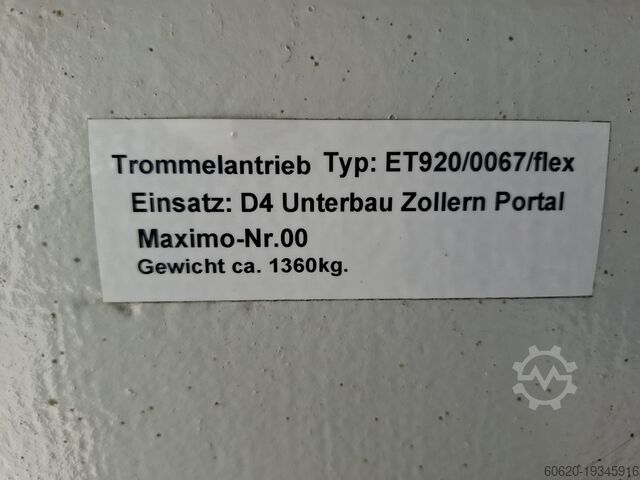 Trommelantrieb Typ: ET920/0067/flex
Einsatz: D4 Unterbau Zollern Portal
Maximo-Nr.00
Gewicht ca. 1360kg.
60620-19345916